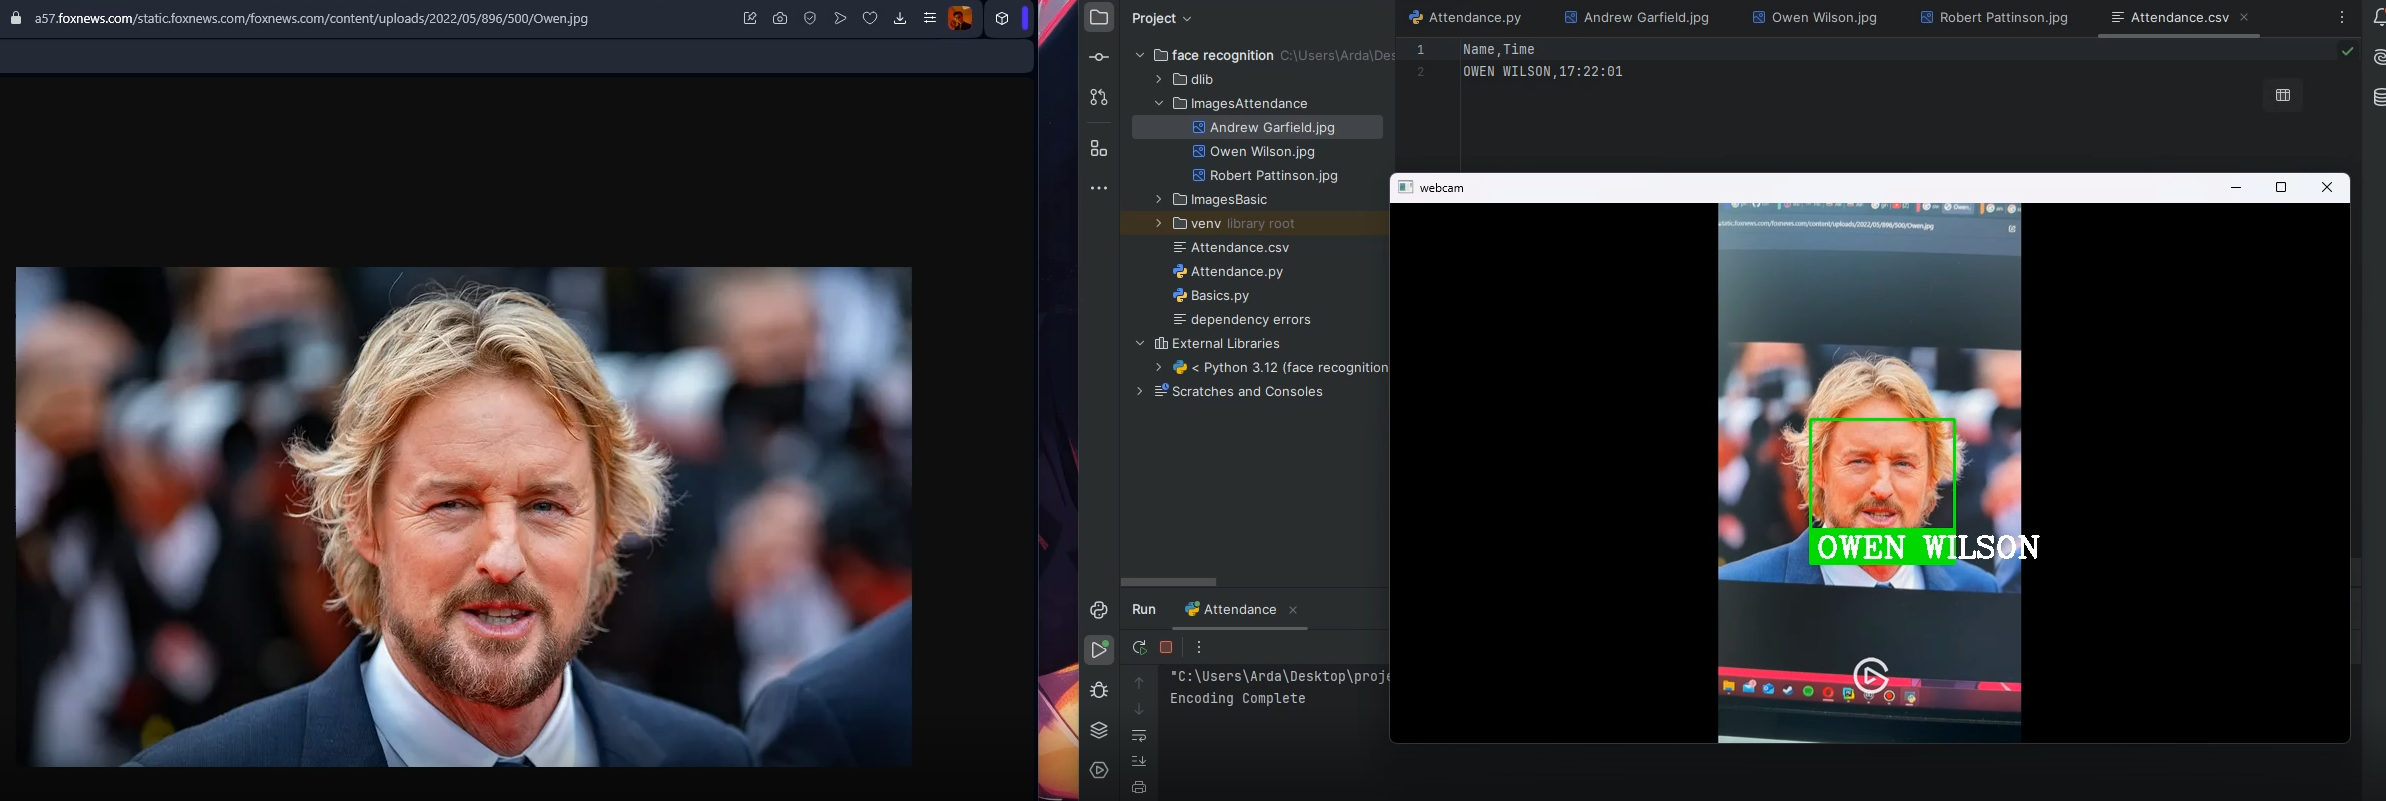 a57.foxnews.com/static.foxnews.com/foxnews.com/content/uploads/2022/05/896/500/Owen.jpg
Project
face recognition C:\Users\Arda\Des
dlib
ImagesAttendance
Andrew Garfield.jpg
Owen Wilson.jpg
Robert Pattinson.jpg
ImagesBasic
venv library root
Attendance.csv
Attendance.py
Basics.py
dependency errors
External Libraries
< Python 3.12 (face recognition
Scratches and Consoles
Run
Attendance
"C:\Users\Arda\Desktop\proje
Encoding Complete
Attendance.py
Andrew Garfield.jpg
Owen Wilson.jpg
Robert Pattinson.jpg
Attendance.csv
1 Name,Time
2 OWEN WILSON,17:22:01
webcam
static.foxnews.com/foxnews.com/content/uploads/2022/05/896/500/Owen.jpg
OWEN WILSON